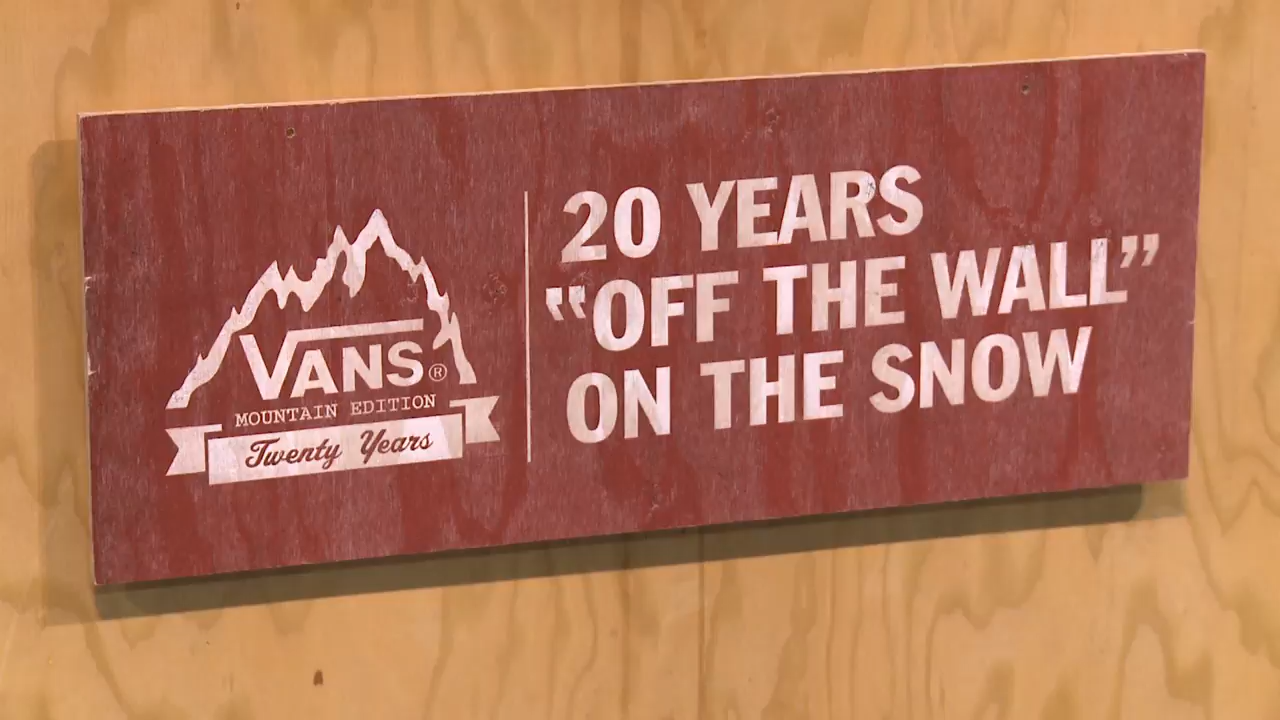 VANS®
MOUNTAIN EDITION
Twenty Years
20 YEARS
"OFF THE WALL"
ON THE SNOW